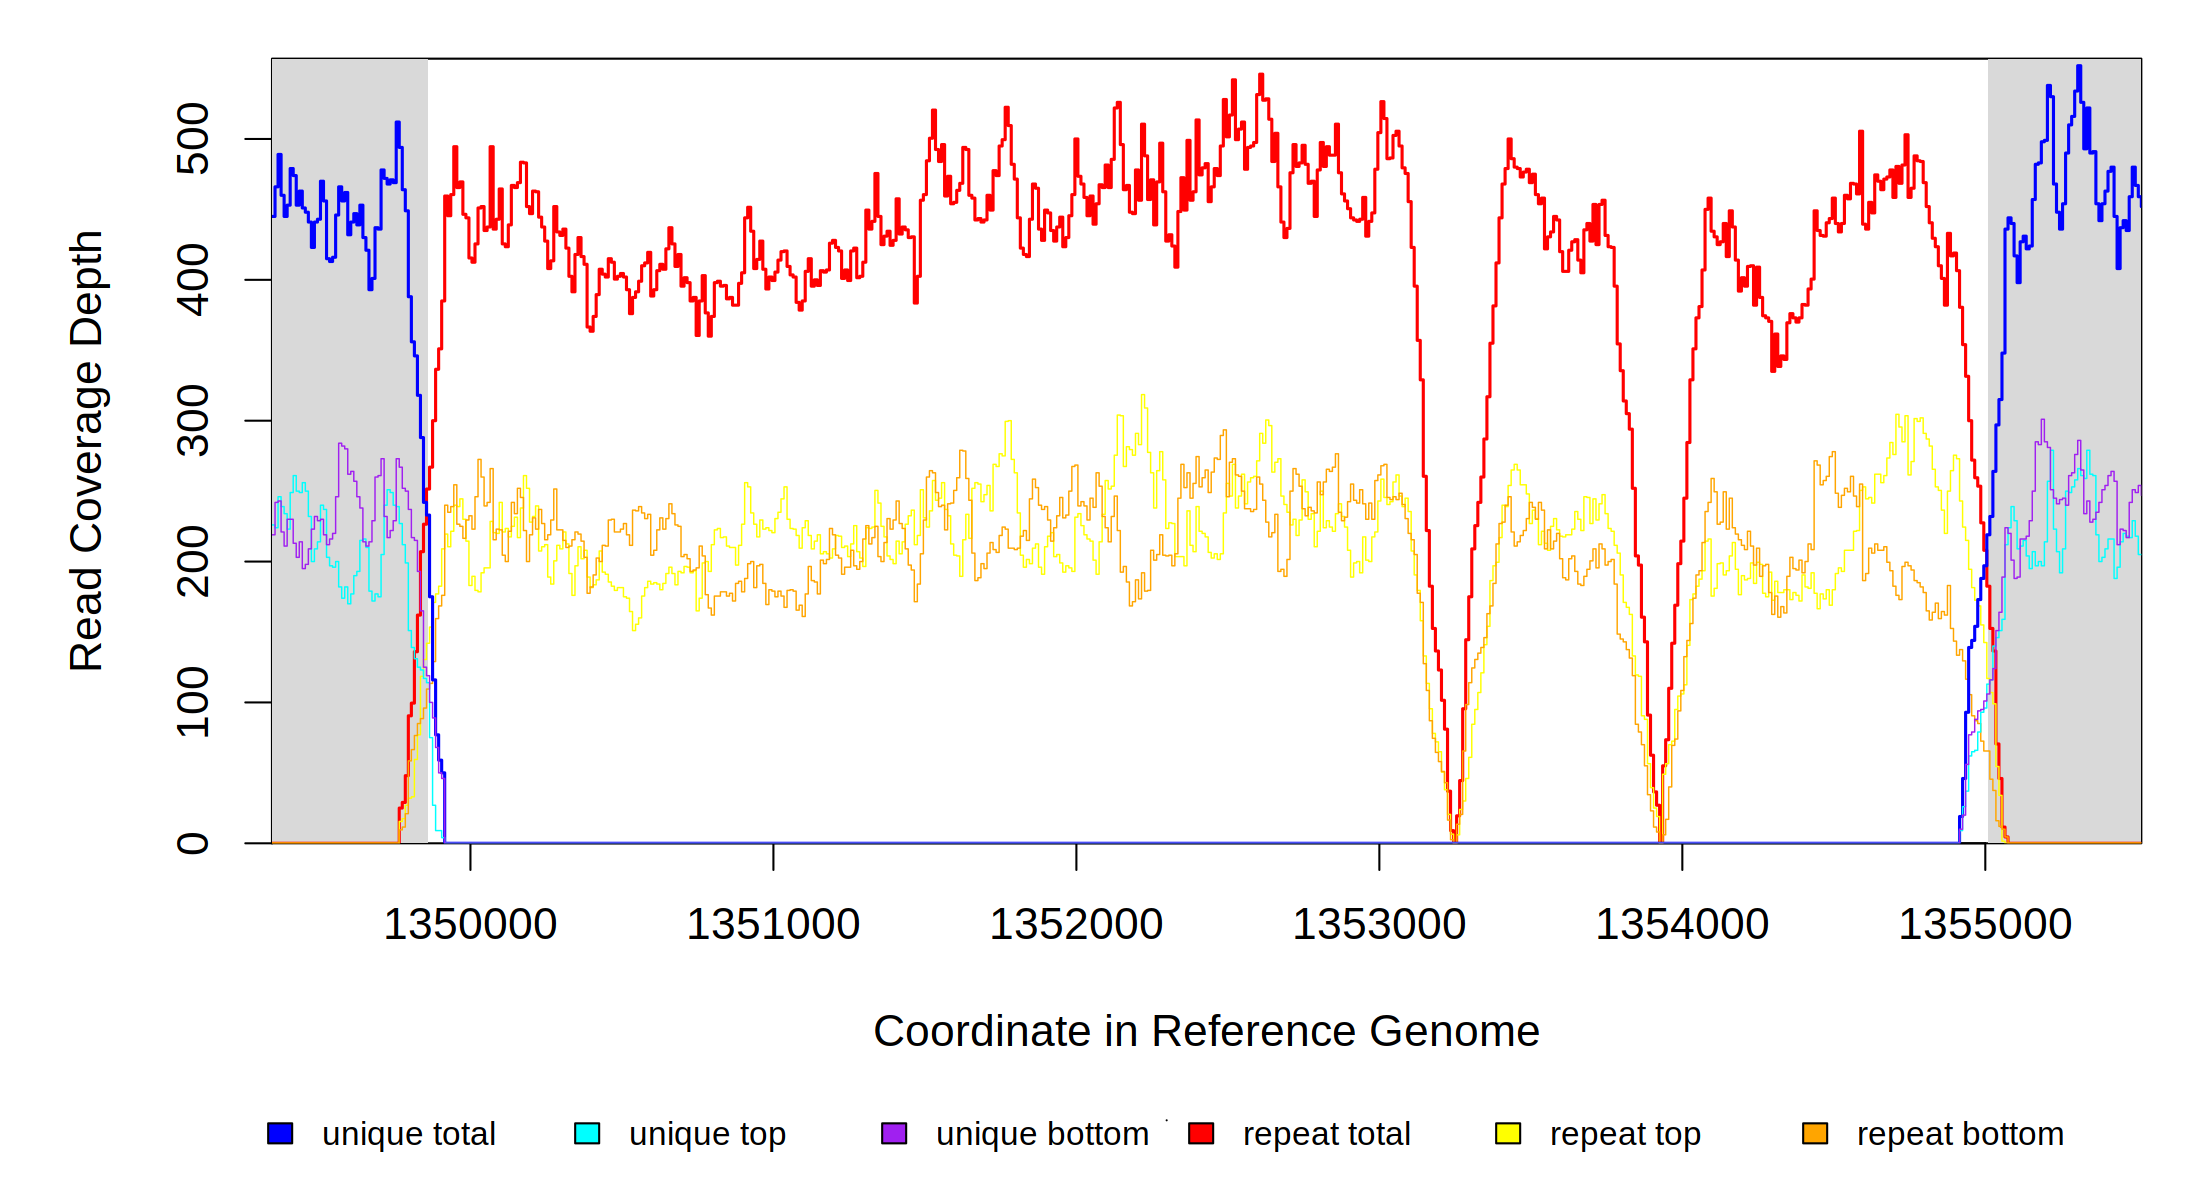 Read Coverage Depth
500
400
300
200
100
0
1350000 1351000 1352000 1353000 1354000 1355000
Coordinate in Reference Genome
unique total unique top unique bottom repeat total repeat top repeat bottom